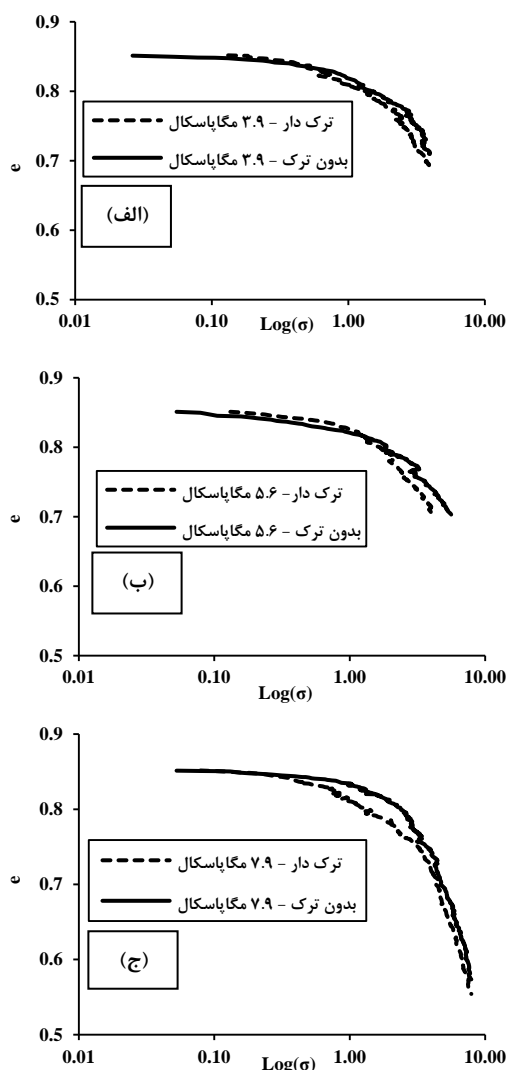 0.9
0.8
0.7
0.6
0.5
e
ترک دار - ۳.۹ مگاپاسکال
بدون ترک - ۳.۹ مگاپاسکال
(الف)
0.01 0.10 1.00 10.00
Log(σ)
0.9
0.8
0.7
0.6
0.5
e
ترک دار- ۵.۶ مگاپاسکال
بدون ترک - ۵.۶ مگاپاسکال
(ب)
0.01 0.10 1.00 10.00
Log(σ)
0.9
0.8
0.7
0.6
0.5
e
ترک دار - ۷.۹ مگاپاسکال
بدون ترک - ۷.۹ مگاپاسکال
(ج)
0.01 0.10 1.00 10.00
Log(σ)